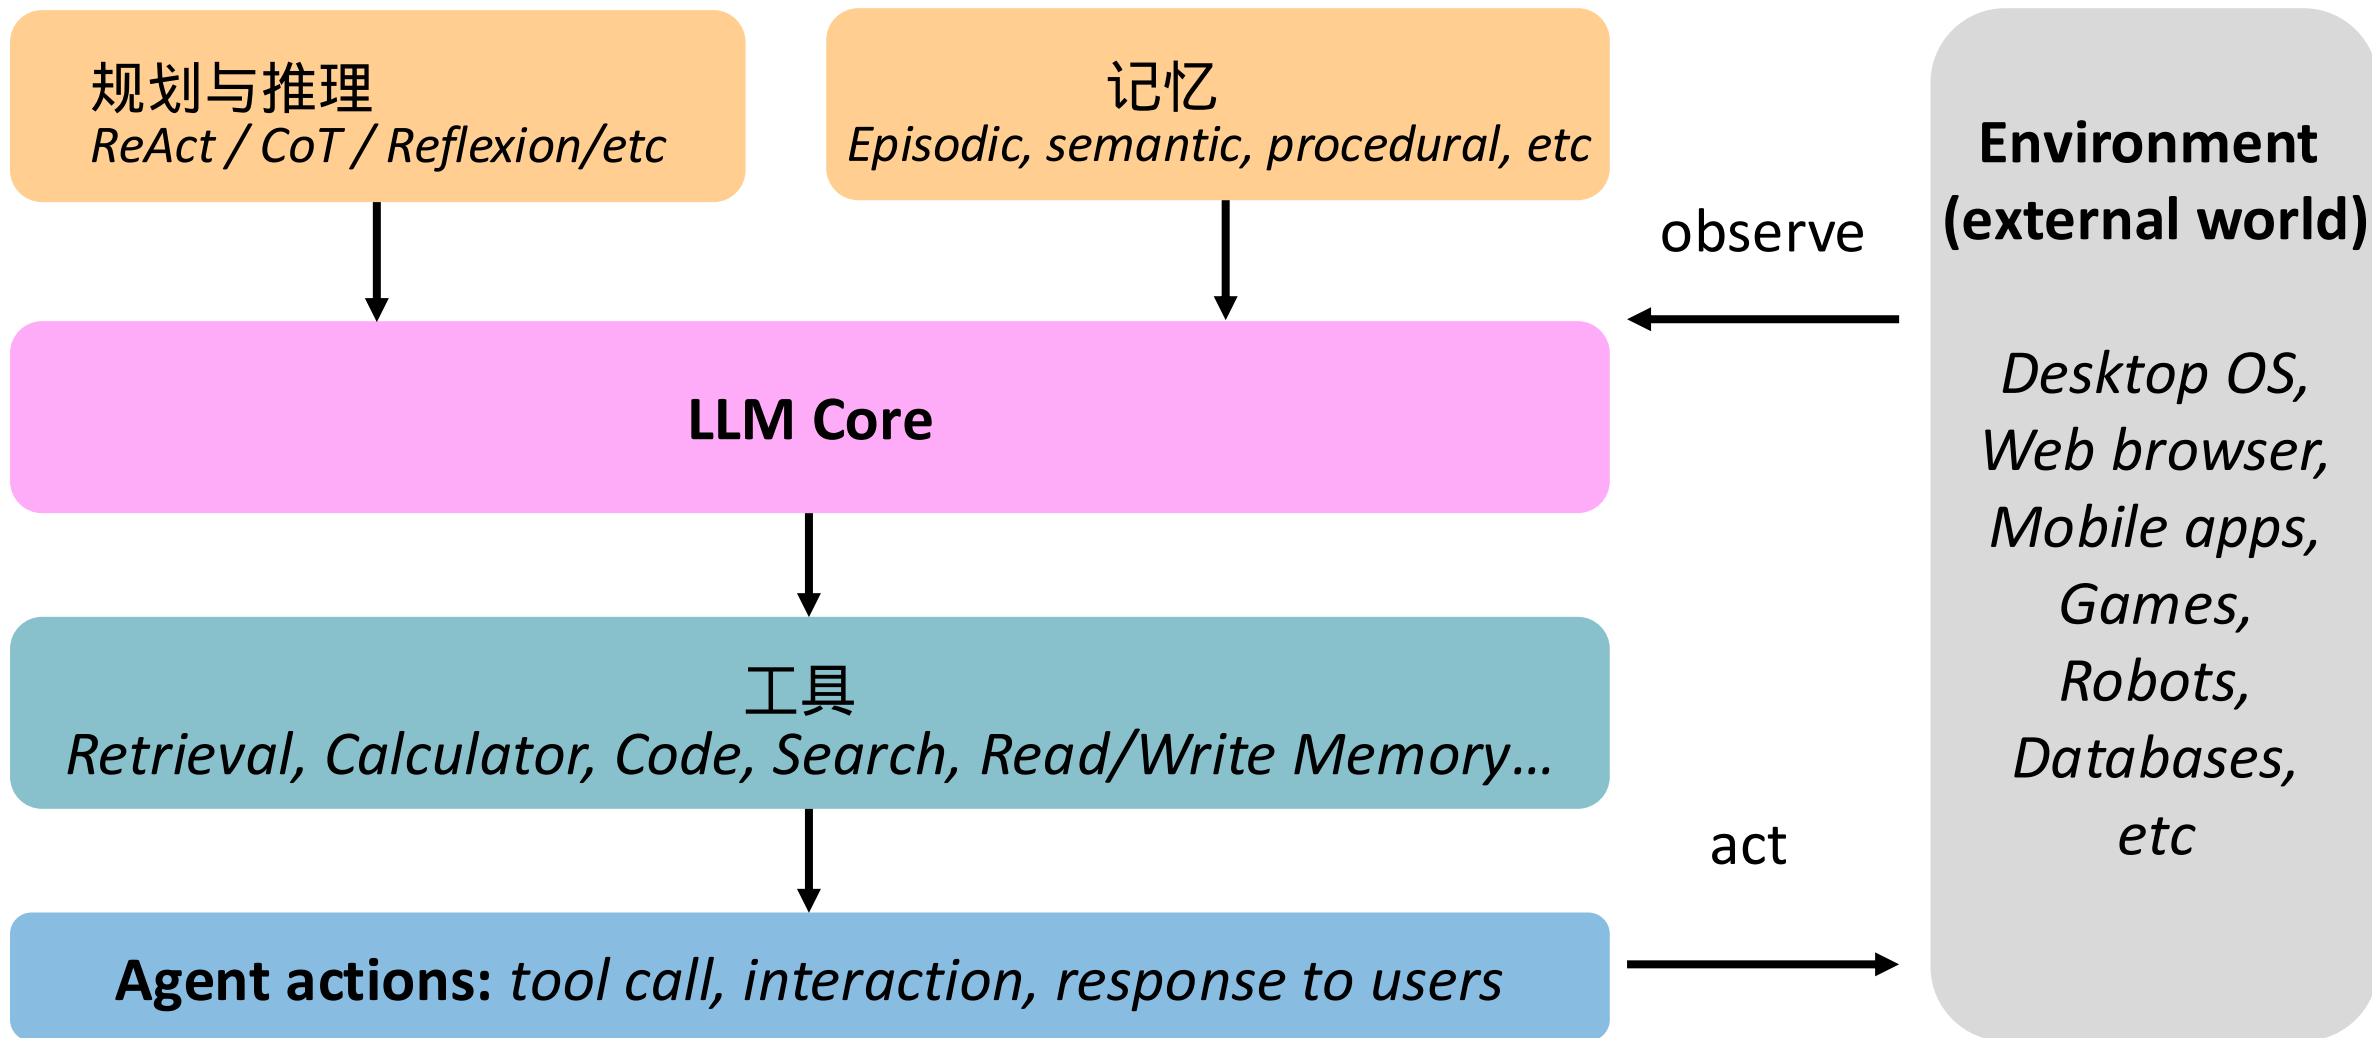 规划与推理
ReAct / CoT / Reflexion/etc
记忆
Episodic, semantic, procedural, etc
observe
LLM Core
工具
Retrieval, Calculator, Code, Search, Read/Write Memory...
act
Agent actions: tool call, interaction, response to users
Environment
(external world)
Desktop OS,
Web browser,
Mobile apps,
Games,
Robots,
Databases,
etc